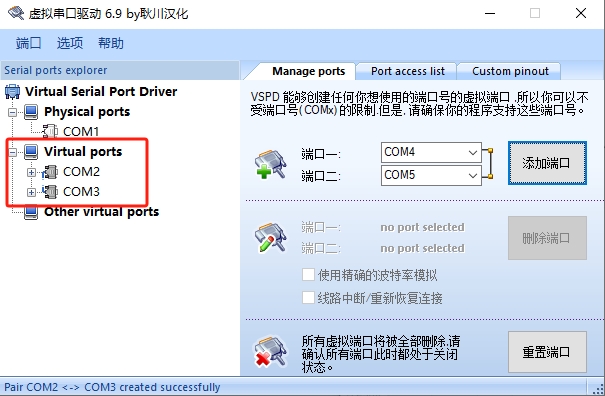 虚拟串口驱动 6.9 by耿川汉化
端口 选项 帮助
Serial ports explorer
Virtual Serial Port Driver
Physical ports
COM1
Virtual ports
COM2
COM3
Other virtual ports
Manage ports
Port access list
Custom pinout
VSPD 能够创建任何你想使用的端口号的虚拟端口 ,所以你可以不
受端口号(COMx) 的限制,但是, 请确保你的程序支持这些端口号。
端口一:
COM4
端口二:
COM5
添加端口
端口一:
no port selected
端口二:
no port selected
删除端口
使用精确的波特率模拟
线路中断/重新恢复连接
所有虚拟端口将被全部删除,请
确认所有端口此时都处于关闭
状态。
重置端口
Pair COM2 <-> COM3 created successfully